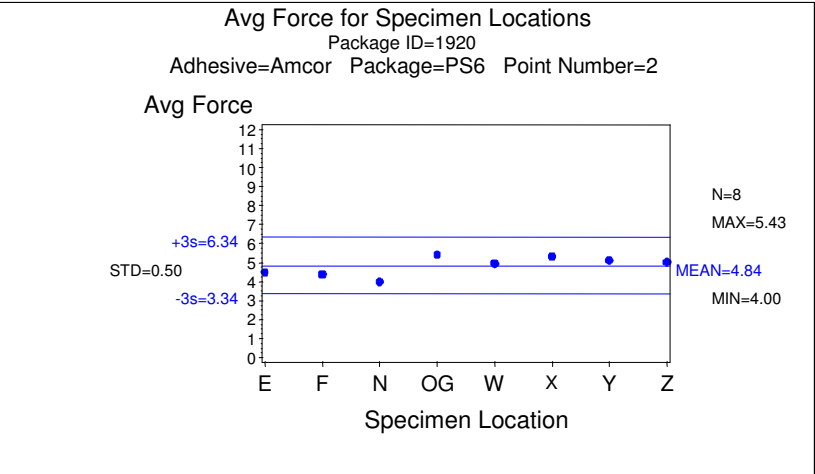 Avg Force for Specimen Locations
Package ID=1920
Adhesive=Amcor Package=PS6 Point Number=2
Avg Force
12
11
10
9
8
7
6
5
4
3
2
1
0
+3s=6.34
STD=0.50
-3s=3.34
N=8
MAX=5.43
MEAN=4.84
MIN=4.00
E F N OG W X Y Z
Specimen Location